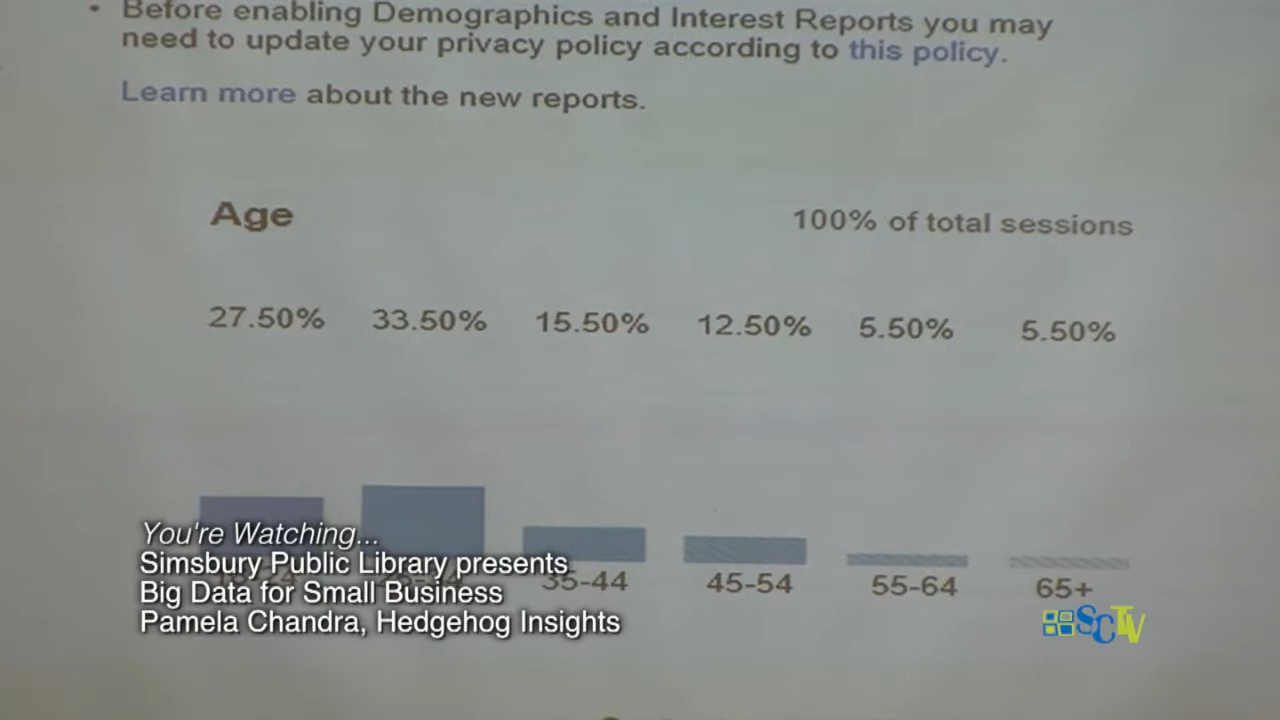 • Before enabling Demographics and Interest Reports you may
need to update your privacy policy according to this policy.
Learn more about the new reports.
Age
100% of total sessions
27.50% 33.50% 15.50% 12.50% 5.50% 5.50%
35-44 45-54 55-64 65+
You're Watching...
Simsbury Public Library presents
Big Data for Small Business
Pamela Chandra, Hedgehog Insights
SCTV